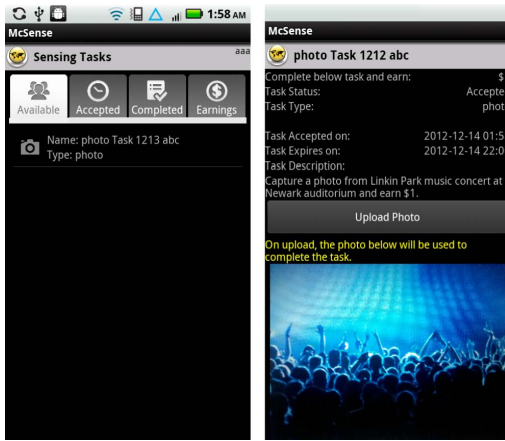 1:58 AM
McSense
Sensing Tasks
aaa
Available
Accepted
Completed
Earnings
Name: photo Task 1213 abc
Type: photo
McSense
photo Task 1212 abc
Complete below task and earn: $
Task Status: Accepte
Task Type: phot
Task Accepted on: 2012-12-14 01:5
Task Expires on: 2012-12-14 22:0
Task Description:
Capture a photo from Linkin Park music concert at
Newark auditorium and earn $1.
Upload Photo
On upload, the photo below will be used to
complete the task.